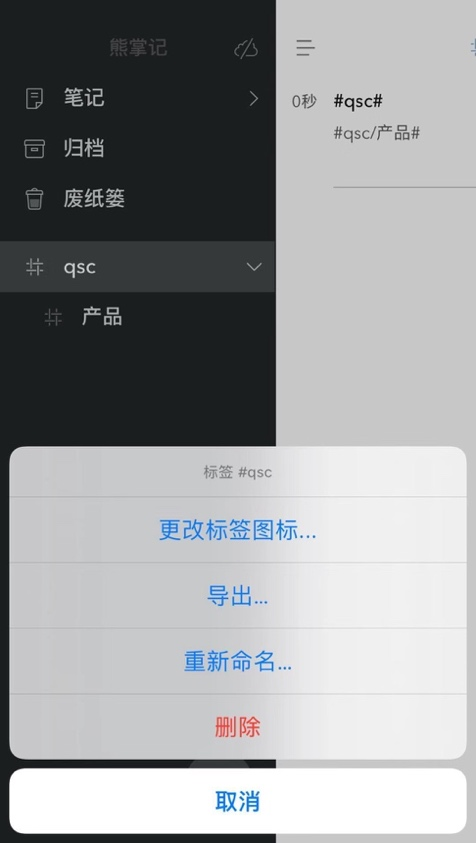 熊掌记
笔记
归档
废纸篓
qsc
产品
0秒
#qsc#
#qsc/产品#
标签 #qsc
更改标签图标...
导出...
重新命名...
删除
取消